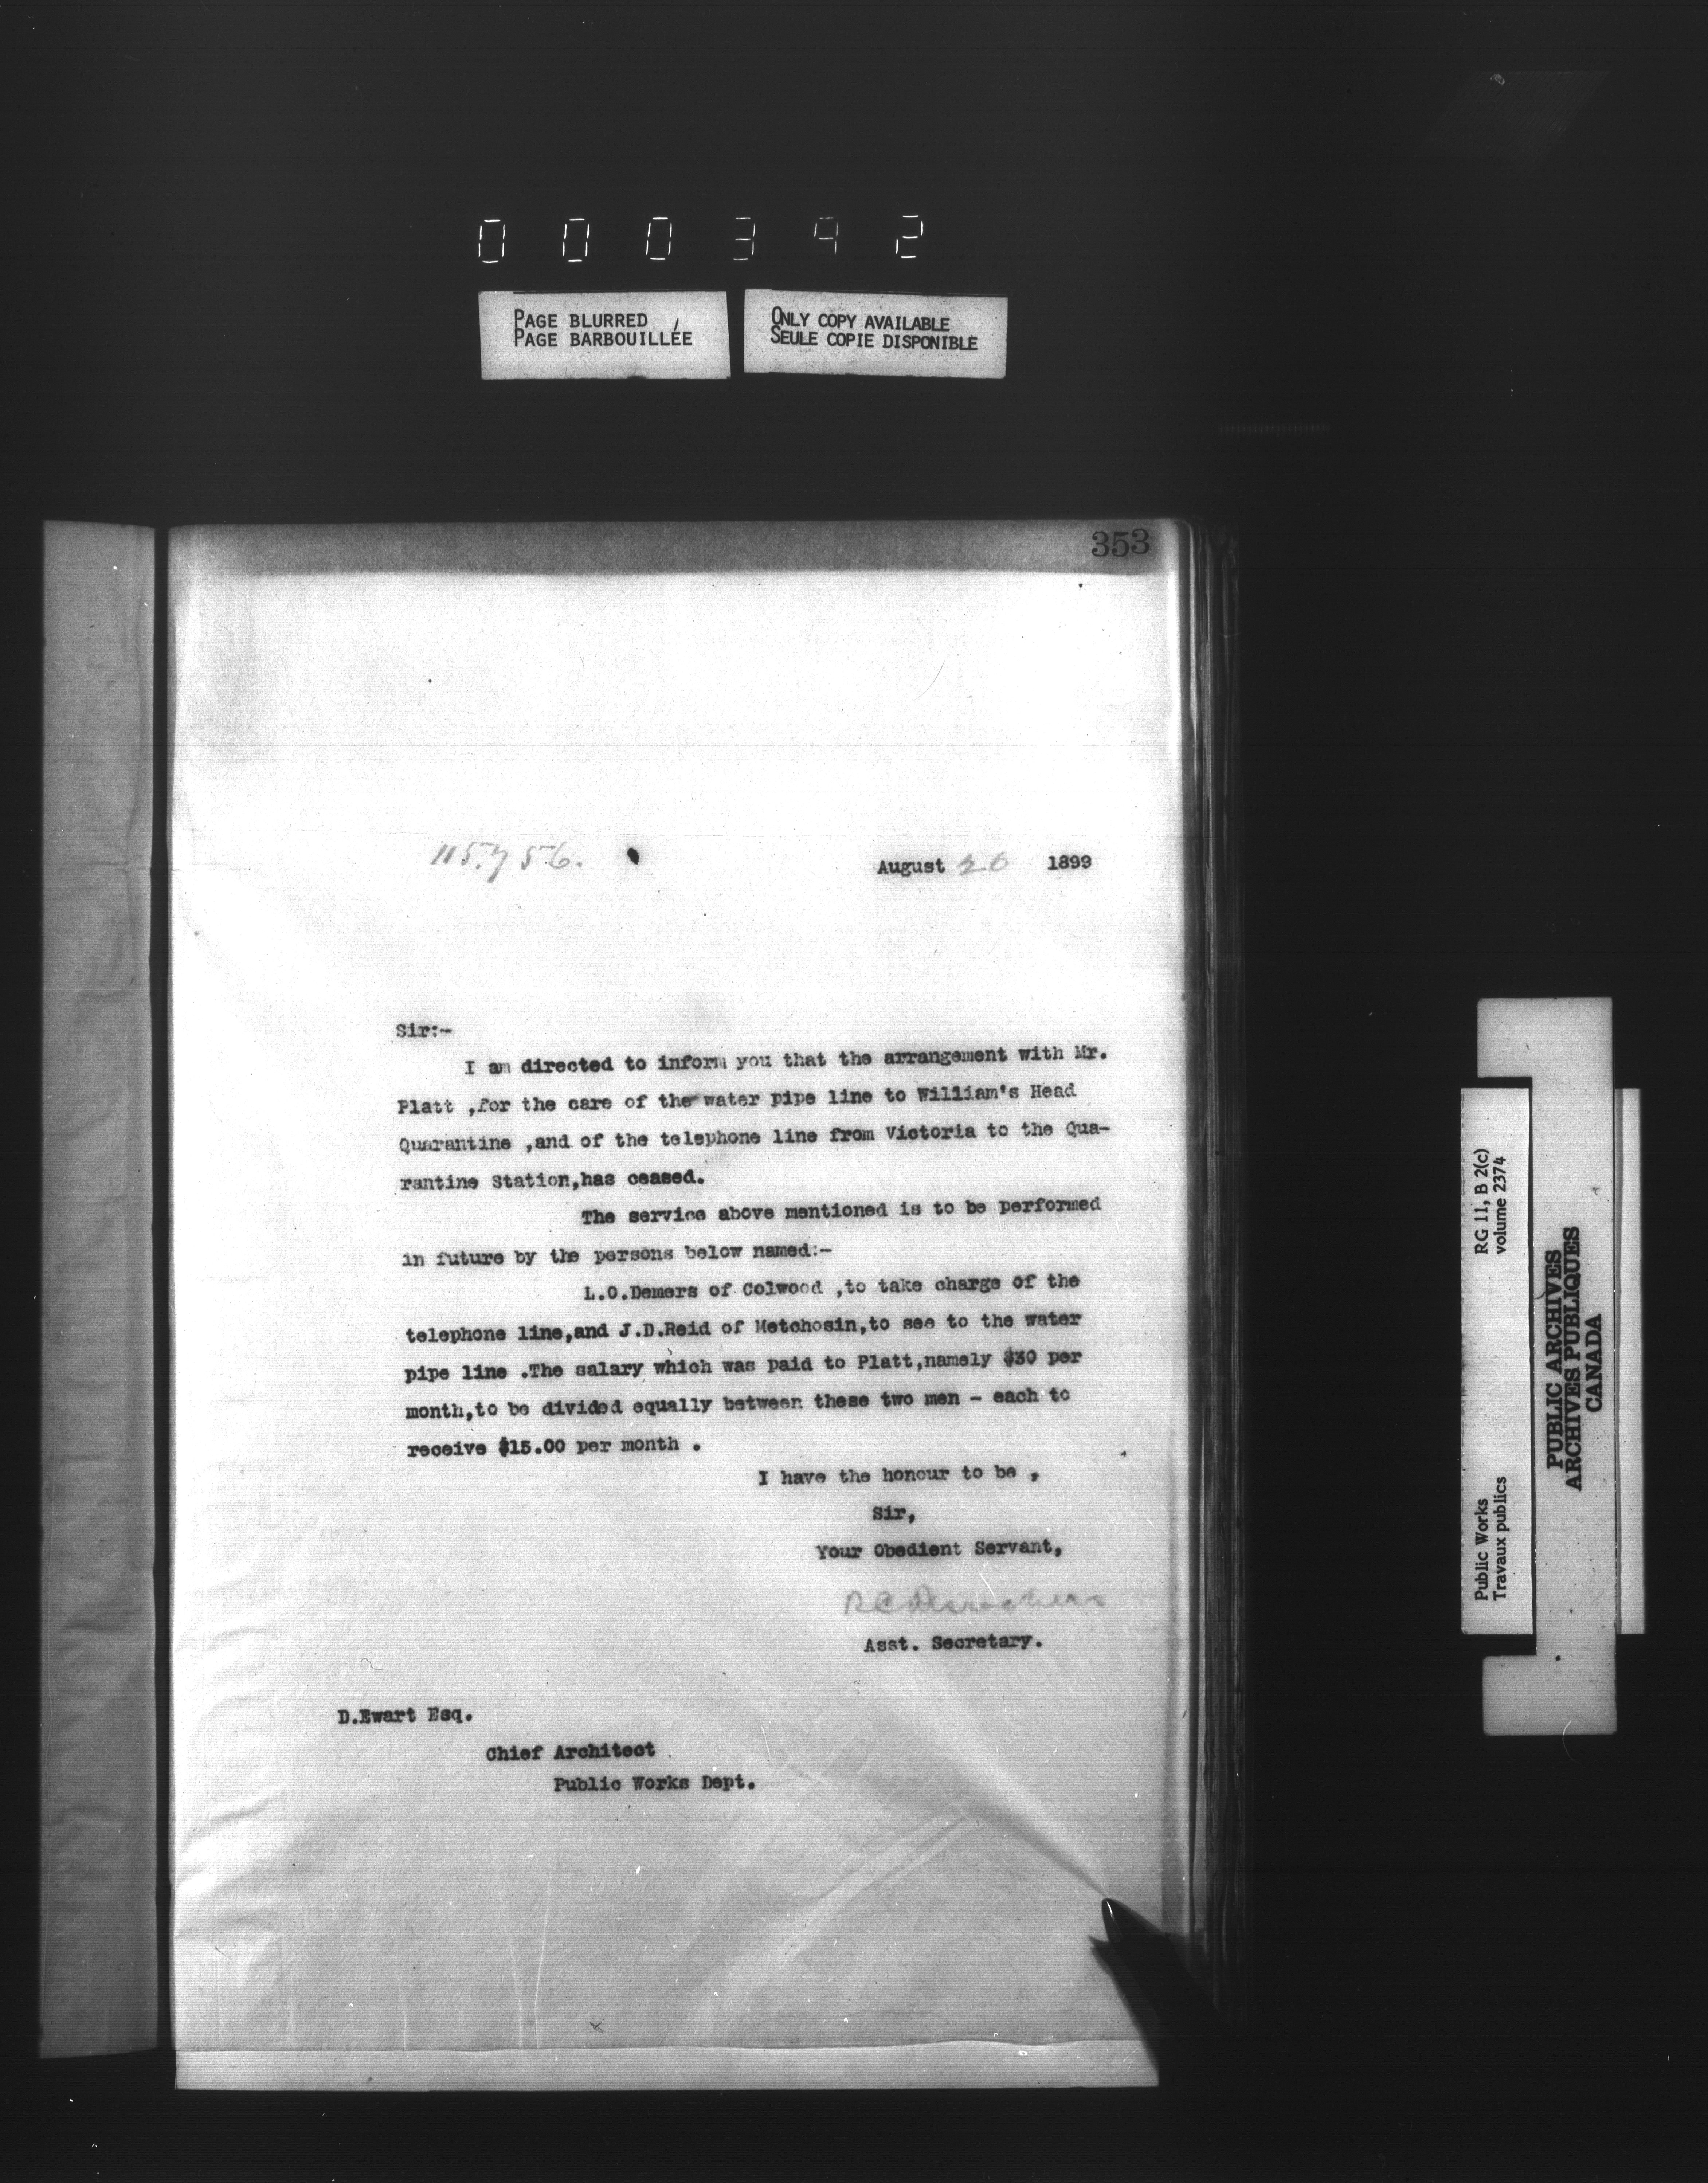 000342
PAGE BLURRED
PAGE BARBOUILLÉE
ONLY COPY AVAILABLE
SEULE COPIE DISPONIBLE
353
115.756.
August 26 1899
Sir:-
I am directed to inform you that the arrangement with Mr.
Platt ,for the care of the water pipe line to William's Head
Quarantine ,and of the telephone line from Victoria to the Qua-
rantine Station,has ceased.
The service above mentioned is to be performed
in future by the persons below named:-
L.O.Demers of Colwood ,to take charge of the
telephone line,and J.D.Reid of Metchosin,to see to the water
pipe line .The salary which was paid to Platt,namely $30 per
month,to be divided equally between these two men - each to
receive $15.00 per month .
I have the honour to be ,
Sir,
Your Obedient Servant,
RCDesrochers
Asst. Secretary.
D.Ewart Esq.
Chief Architect
Public Works Dept.
Public Works RG 11, B 2(c)
Travaux publics volume 2374
PUBLIC ARCHIVES
ARCHIVES PUBLIQUES
CANADA